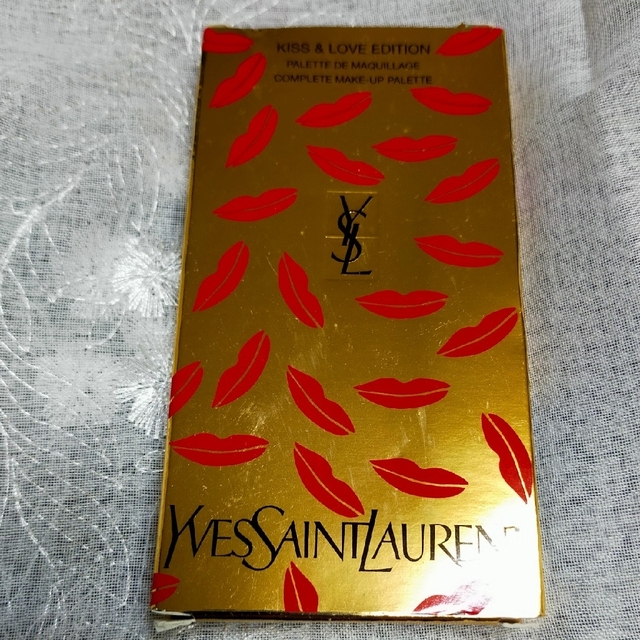 KISS & LOVE EDITION
PALETTE DE MAQUILLAGE
COMPLETE MAKE-UP PALETTE
YSL
YVESSAINTLAUREN